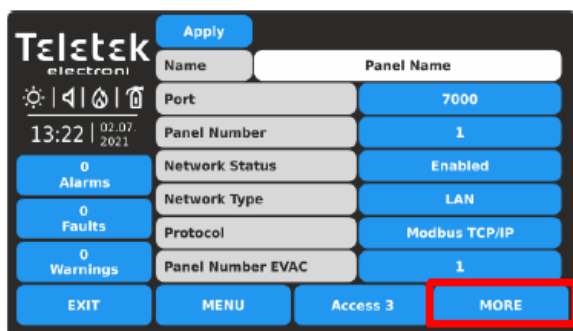 Tεlεtεk
electroni
13:22 | 02.07.
2021
0
Alarms
0
Faults
0
Warnings
EXIT
Apply
Name Panel Name
Port 7000
Panel Number 1
Network Status Enabled
Network Type LAN
Protocol Modbus TCP/IP
Panel Number EVAC 1
MENU Access 3 MORE